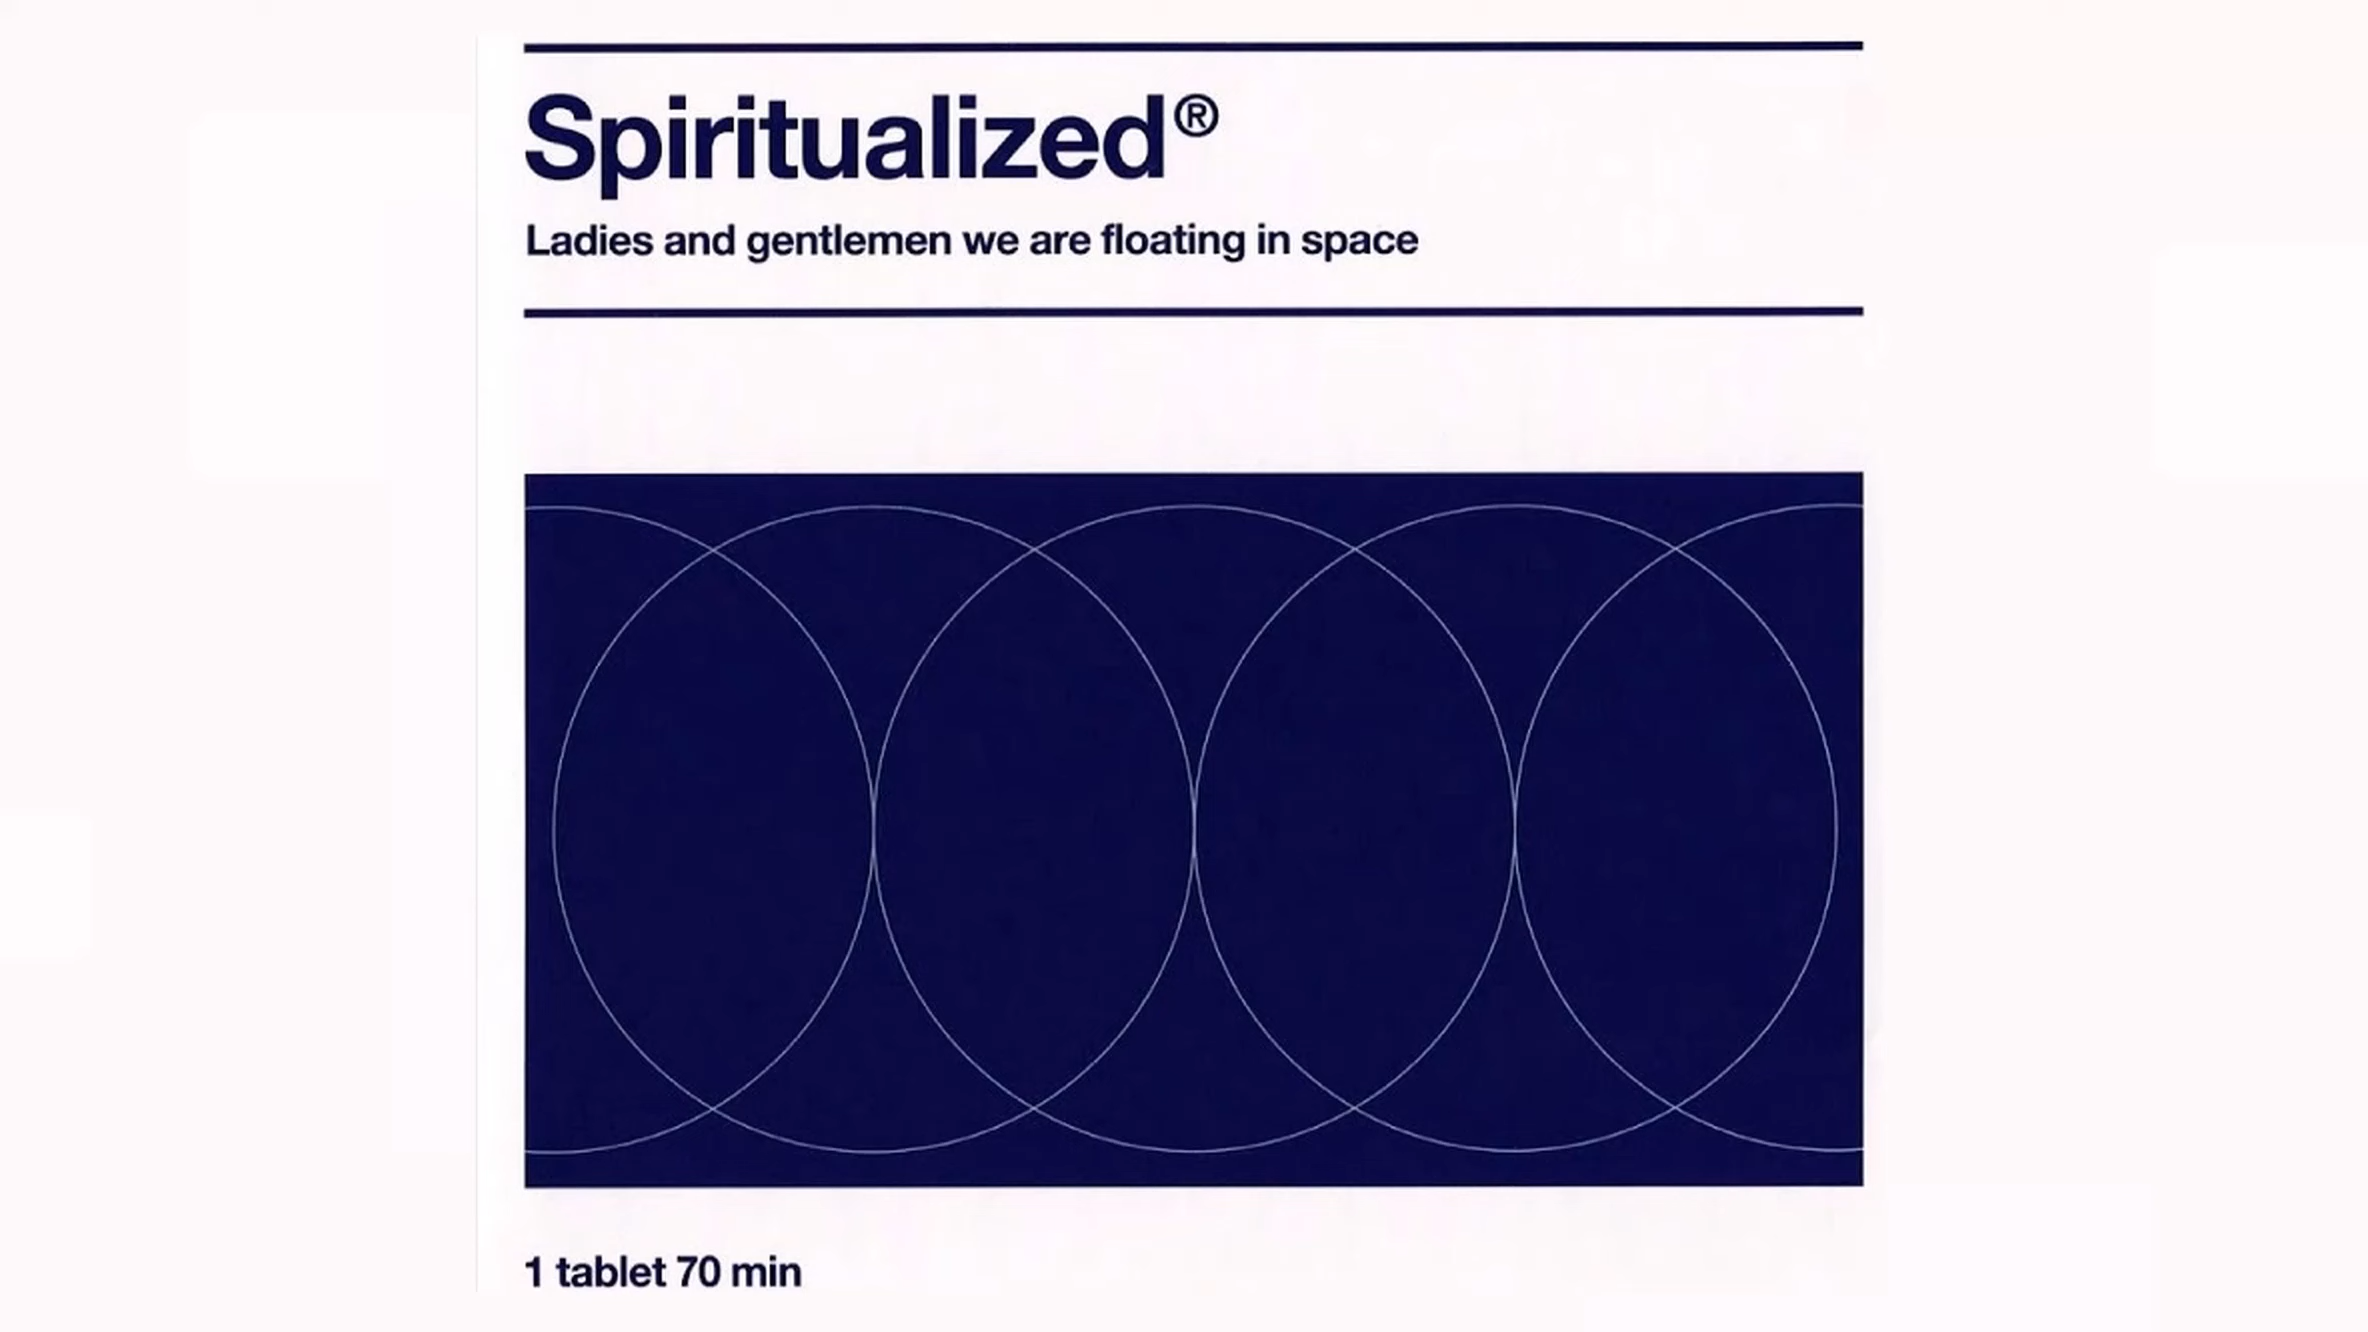 Spiritualized®
Ladies and gentlemen we are floating in space
1 tablet 70 min